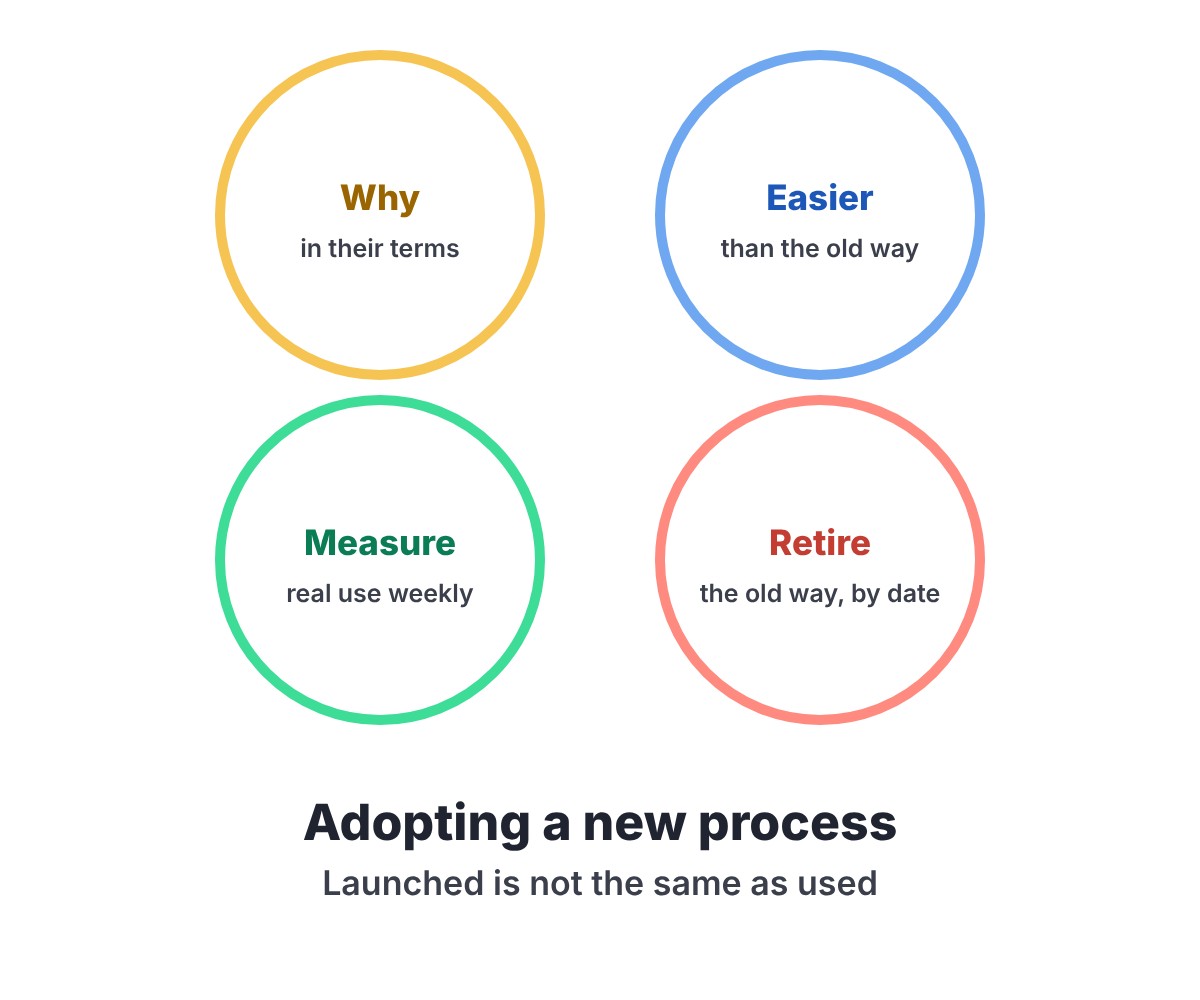 Why
in their terms
Easier
than the old way
Measure
real use weekly
Retire
the old way, by date
Adopting a new process
Launched is not the same as used